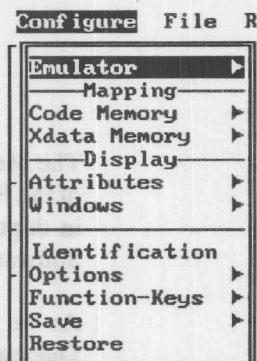 Configure File R
Emulator
Mapping
Code Memory
Xdata Memory
Display
Attributes
Windows
Identification
Options
Function-Keys
Save
Restore